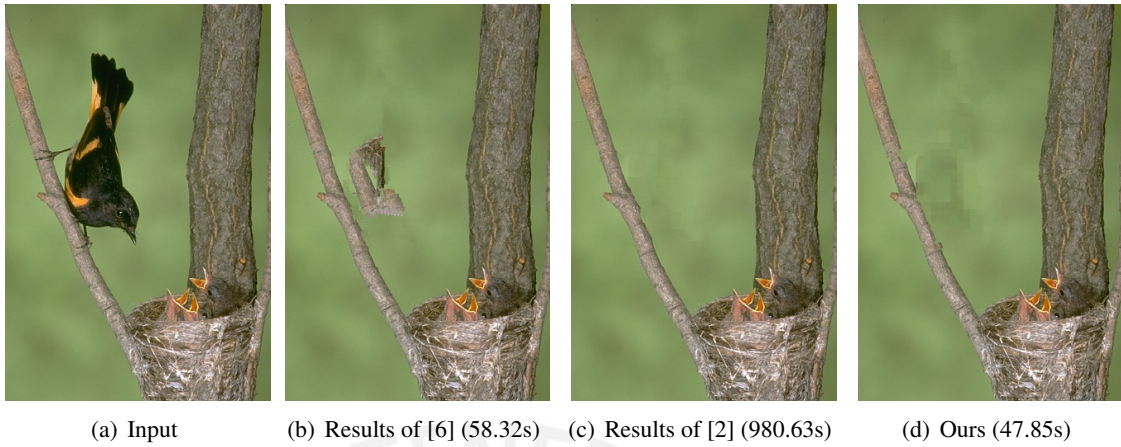 (a) Input (b) Results of [6] (58.32s) (c) Results of [2] (980.63s) (d) Ours (47.85s)